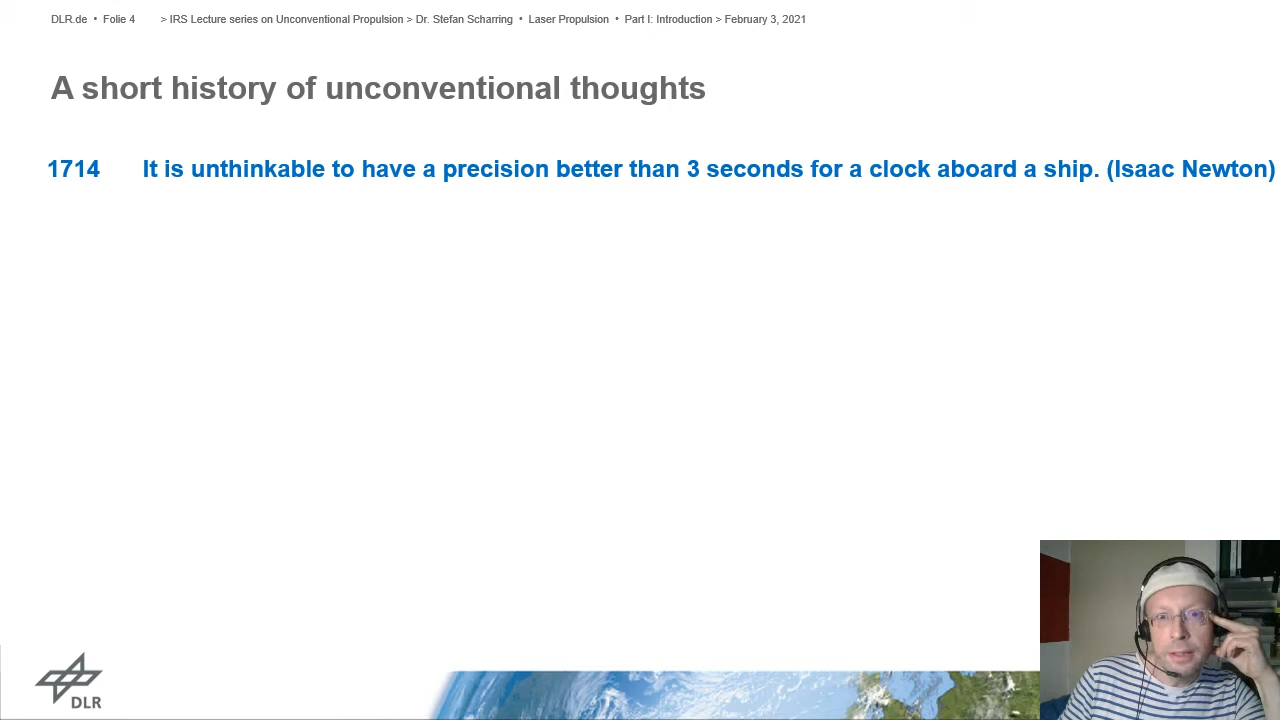 DLR.de • Folie 4 > IRS Lecture series on Unconventional Propulsion > Dr. Stefan Scharring • Laser Propulsion • Part I: Introduction > February 3, 2021
A short history of unconventional thoughts
1714 It is unthinkable to have a precision better than 3 seconds for a clock aboard a ship. (Isaac Newton)
DLR